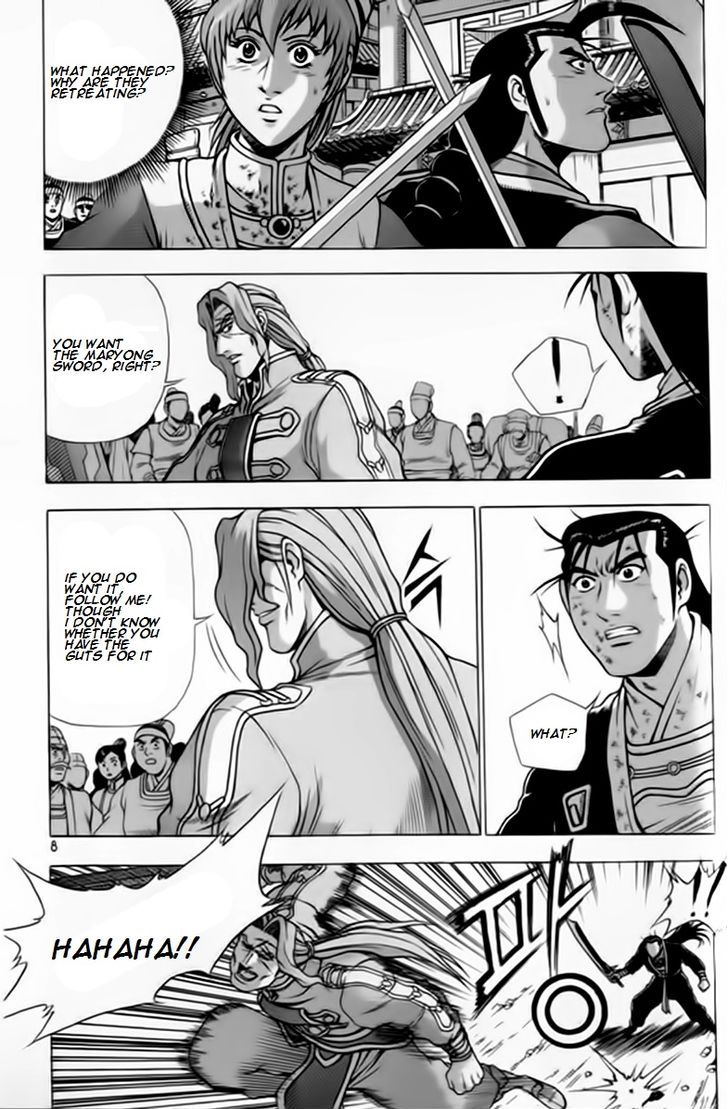 WHAT HAPPENED?
WHY ARE THEY
RETREATING?
YOU WANT
THE MARYONG
SWORD, RIGHT?
!
IF YOU DO
WANT IT,
FOLLOW ME!
THOUGH
I DON'T KNOW
WHETHER YOU
HAVE THE
GUTS FOR IT
WHAT?
8
HAHAHA!!
팡
!!